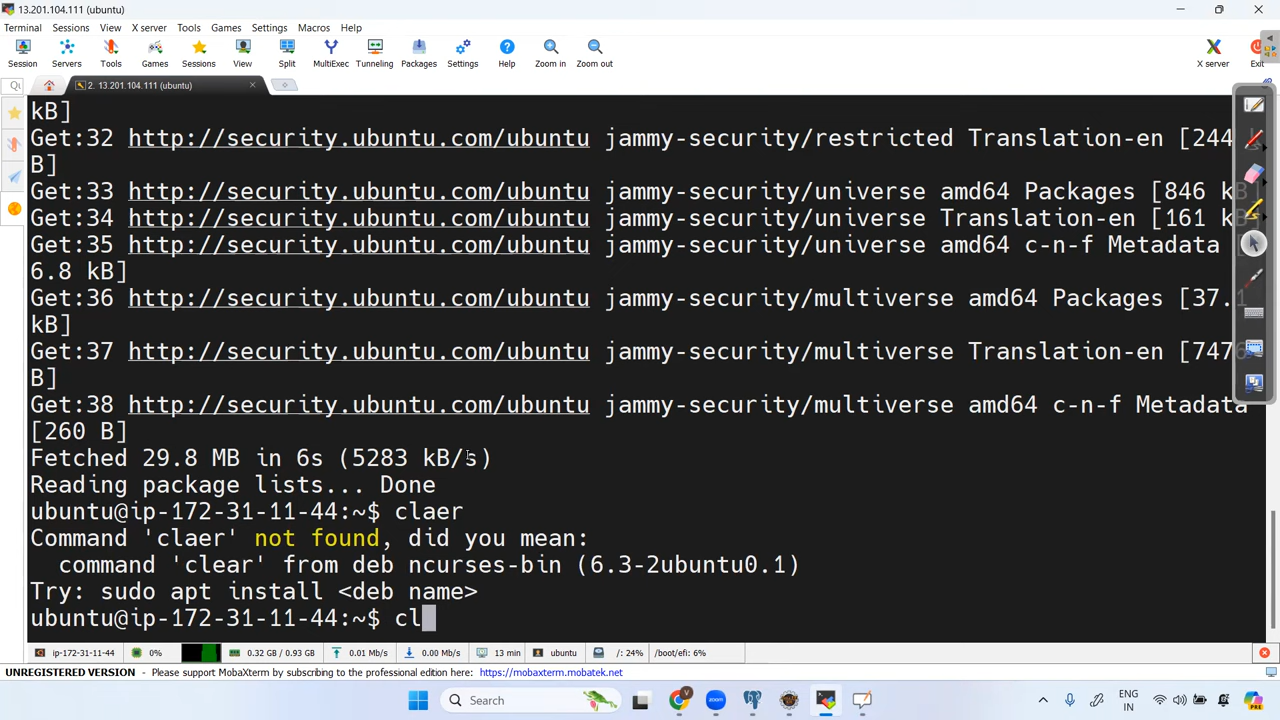 13.201.104.111 (ubuntu)
Terminal Sessions View X server Tools Games Settings Macros Help
Session Servers Tools Games Sessions View Split MultiExec Tunneling Packages Settings Help Zoom in Zoom out X server Exit
2. 13.201.104.111 (ubuntu)
kB]
Get:32 http://security.ubuntu.com/ubuntu jammy-security/restricted Translation-en [244
B]
Get:33 http://security.ubuntu.com/ubuntu jammy-security/universe amd64 Packages [846 kB]
Get:34 http://security.ubuntu.com/ubuntu jammy-security/universe Translation-en [161 kB]
Get:35 http://security.ubuntu.com/ubuntu jammy-security/universe amd64 c-n-f Metadata [
6.8 kB]
Get:36 http://security.ubuntu.com/ubuntu jammy-security/multiverse amd64 Packages [37.1
kB]
Get:37 http://security.ubuntu.com/ubuntu jammy-security/multiverse Translation-en [7476
B]
Get:38 http://security.ubuntu.com/ubuntu jammy-security/multiverse amd64 c-n-f Metadata
[260 B]
Fetched 29.8 MB in 6s (5283 kB/s)
Reading package lists... Done
ubuntu@ip-172-31-11-44:~$ claer
Command 'claer' not found, did you mean:
command 'clear' from deb ncurses-bin (6.3-2ubuntu0.1)
Try: sudo apt install <deb name>
ubuntu@ip-172-31-11-44:~$ cl
ip-172-31-11-44 0% 0.32 GB / 0.93 GB 0.01 Mb/s 0.00 Mb/s 13 min ubuntu /: 24% /boot/efi: 6%
UNREGISTERED VERSION - Please support MobaXterm by subscribing to the professional edition here: https://mobaxterm.mobatek.net
Search ENG
IN